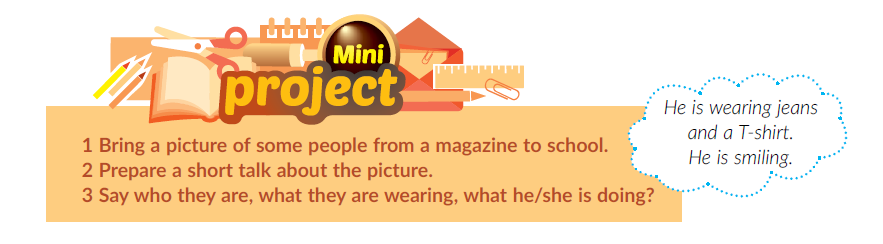 Mini
project
1 Bring a picture of some people from a magazine to school.
2 Prepare a short talk about the picture.
3 Say who they are, what they are wearing, what he/she is doing?
He is wearing jeans
and a T-shirt.
He is smiling.